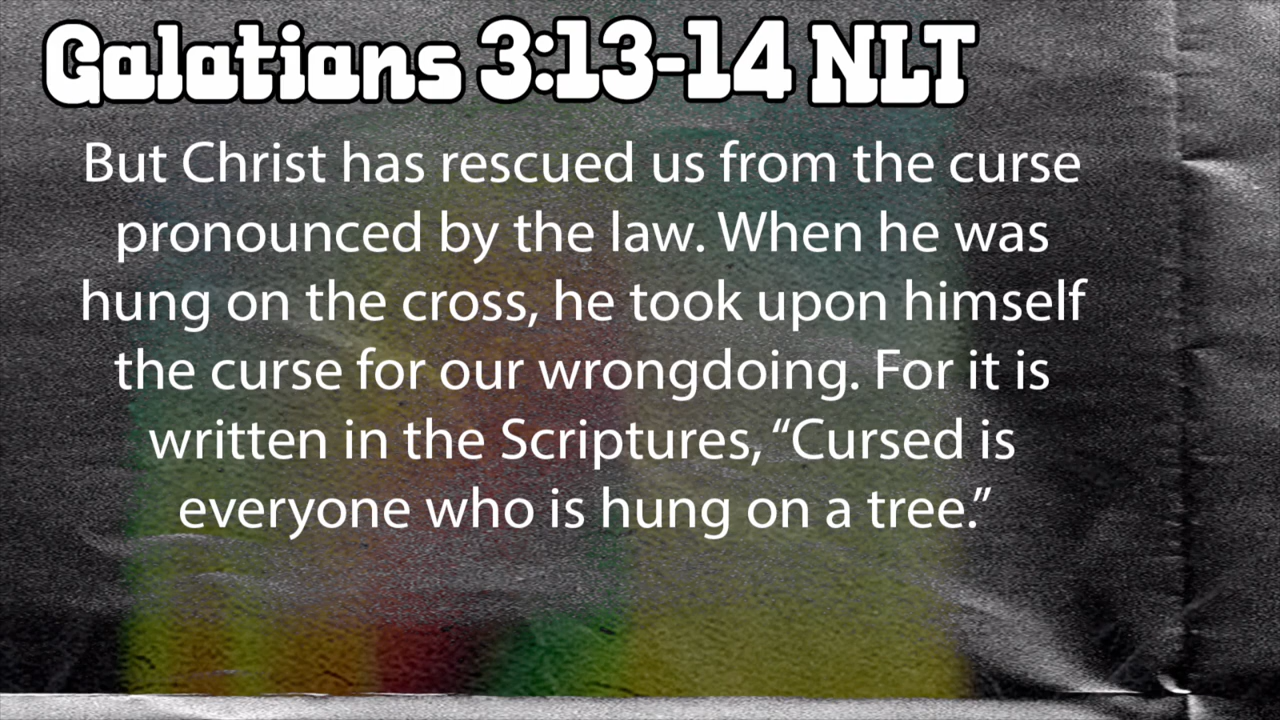 Galatians 3:13-14 NLT
But Christ has rescued us from the curse
pronounced by the law. When he was
hung on the cross, he took upon himself
the curse for our wrongdoing. For it is
written in the Scriptures, “Cursed is
everyone who is hung on a tree.”